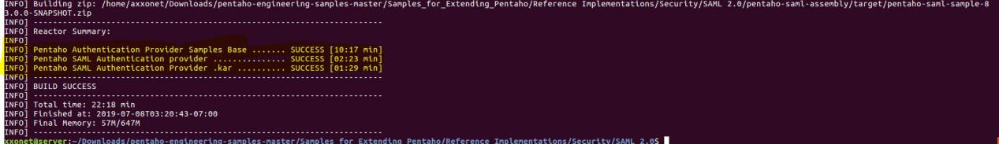 INFO] Building zip: /home/axxonet/Downloads/pentaho-engineering-samples-master/Samples_for_Extending_Pentaho/Reference Implementations/Security/SAML 2.0/pentaho-saml-assembly/target/pentaho-saml-sample-8
3.0.0-SNAPSHOT.zip
INFO] ------------------------------------------------------------------------
INFO] Reactor Summary:
INFO]
INFO] Pentaho Authentication Provider Samples Base ....... SUCCESS [10:17 min]
INFO] Pentaho SAML Authentication provider ............... SUCCESS [02:23 min]
INFO] Pentaho SAML Authentication Provider .kar .......... SUCCESS [01:29 min]
INFO] ------------------------------------------------------------------------
INFO] BUILD SUCCESS
INFO] ------------------------------------------------------------------------
INFO] Total time: 22:18 min
INFO] Finished at: 2019-07-08T03:20:43-07:00
INFO] Final Memory: 57M/647M
INFO] ------------------------------------------------------------------------
xxonet@server:~/Downloads/pentaho-engineering-samples-master/Samples_for_Extending_Pentaho/Reference Implementations/Security/SAML 2.0$